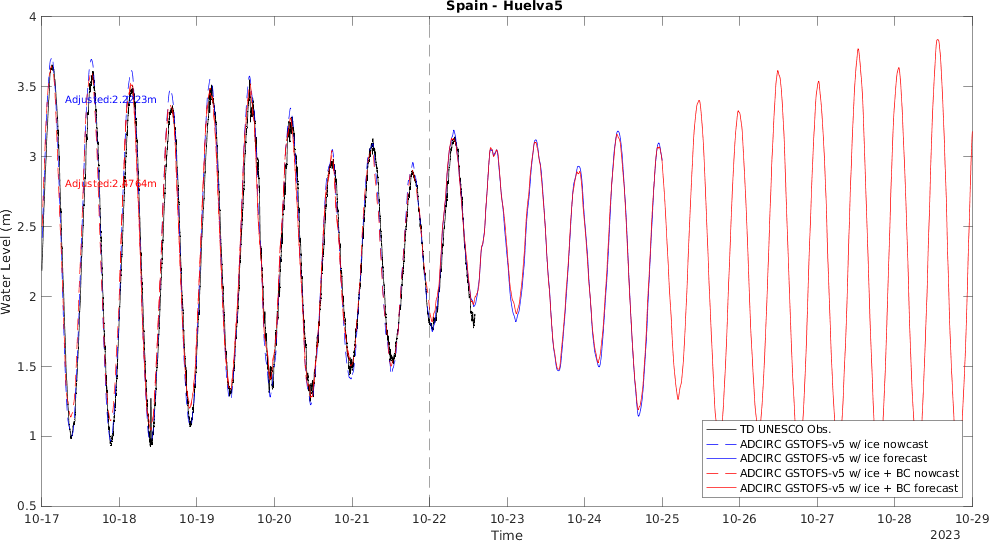 Spain - Huelva5
4
3.5
3
2.5
2
1.5
1
0.5
Water Level (m)
Adjusted:2.2223m
Adjusted:2.4764m
TD UNESCO Obs.
ADCIRC GSTOFS-v5 w/ ice nowcast
ADCIRC GSTOFS-v5 w/ ice forecast
ADCIRC GSTOFS-v5 w/ ice + BC nowcast
ADCIRC GSTOFS-v5 w/ ice + BC forecast
10-17 10-18 10-19 10-20 10-21 10-22 10-23 10-24 10-25 10-26 10-27 10-28 10-29
Time
2023